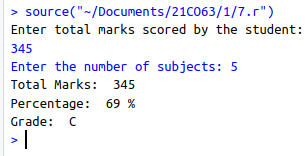 > source("~/Documents/21CO63/1/7.r")
Enter total marks scored by the student:
345
Enter the number of subjects: 5
Total Marks:  345
Percentage:  69 %
Grade:  C
>